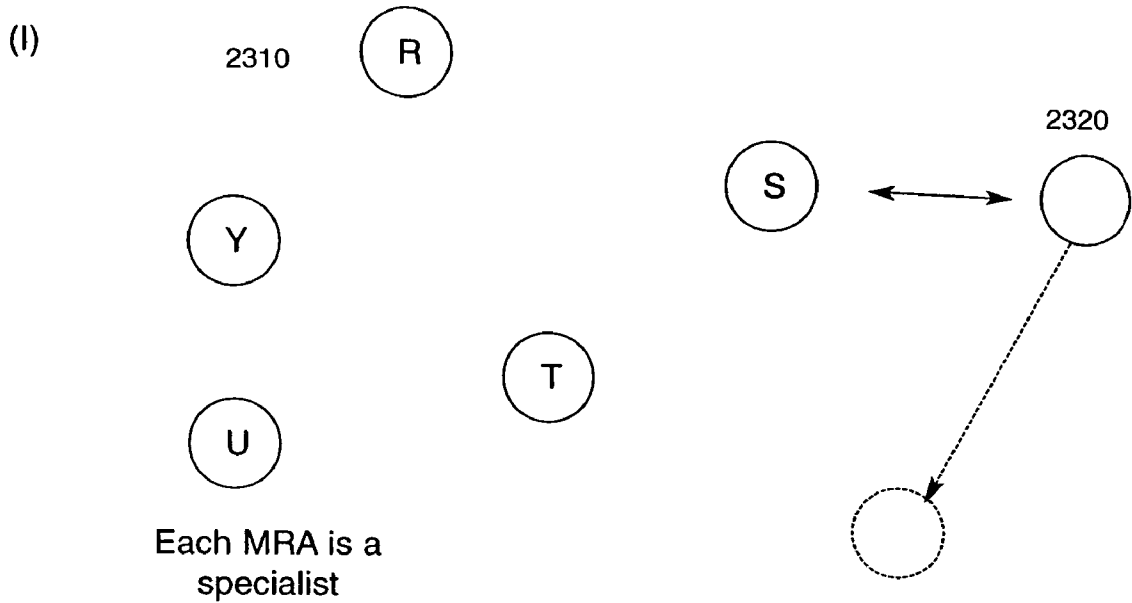 (I)
2310
R
2320
S
Y
T
U
Each MRA is a
specialist